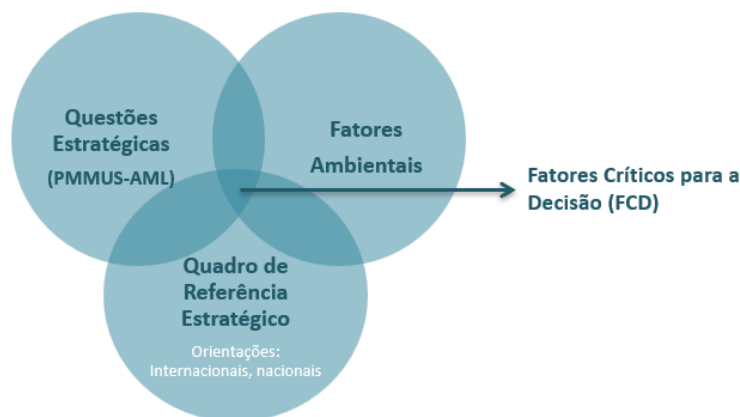 Questões
Estratégicas
(PMMUS-AML)
Fatores
Ambientais
Fatores Críticos para a
Decisão (FCD)
Quadro de
Referência
Estratégico
Orientações:
Internacionais, nacionais